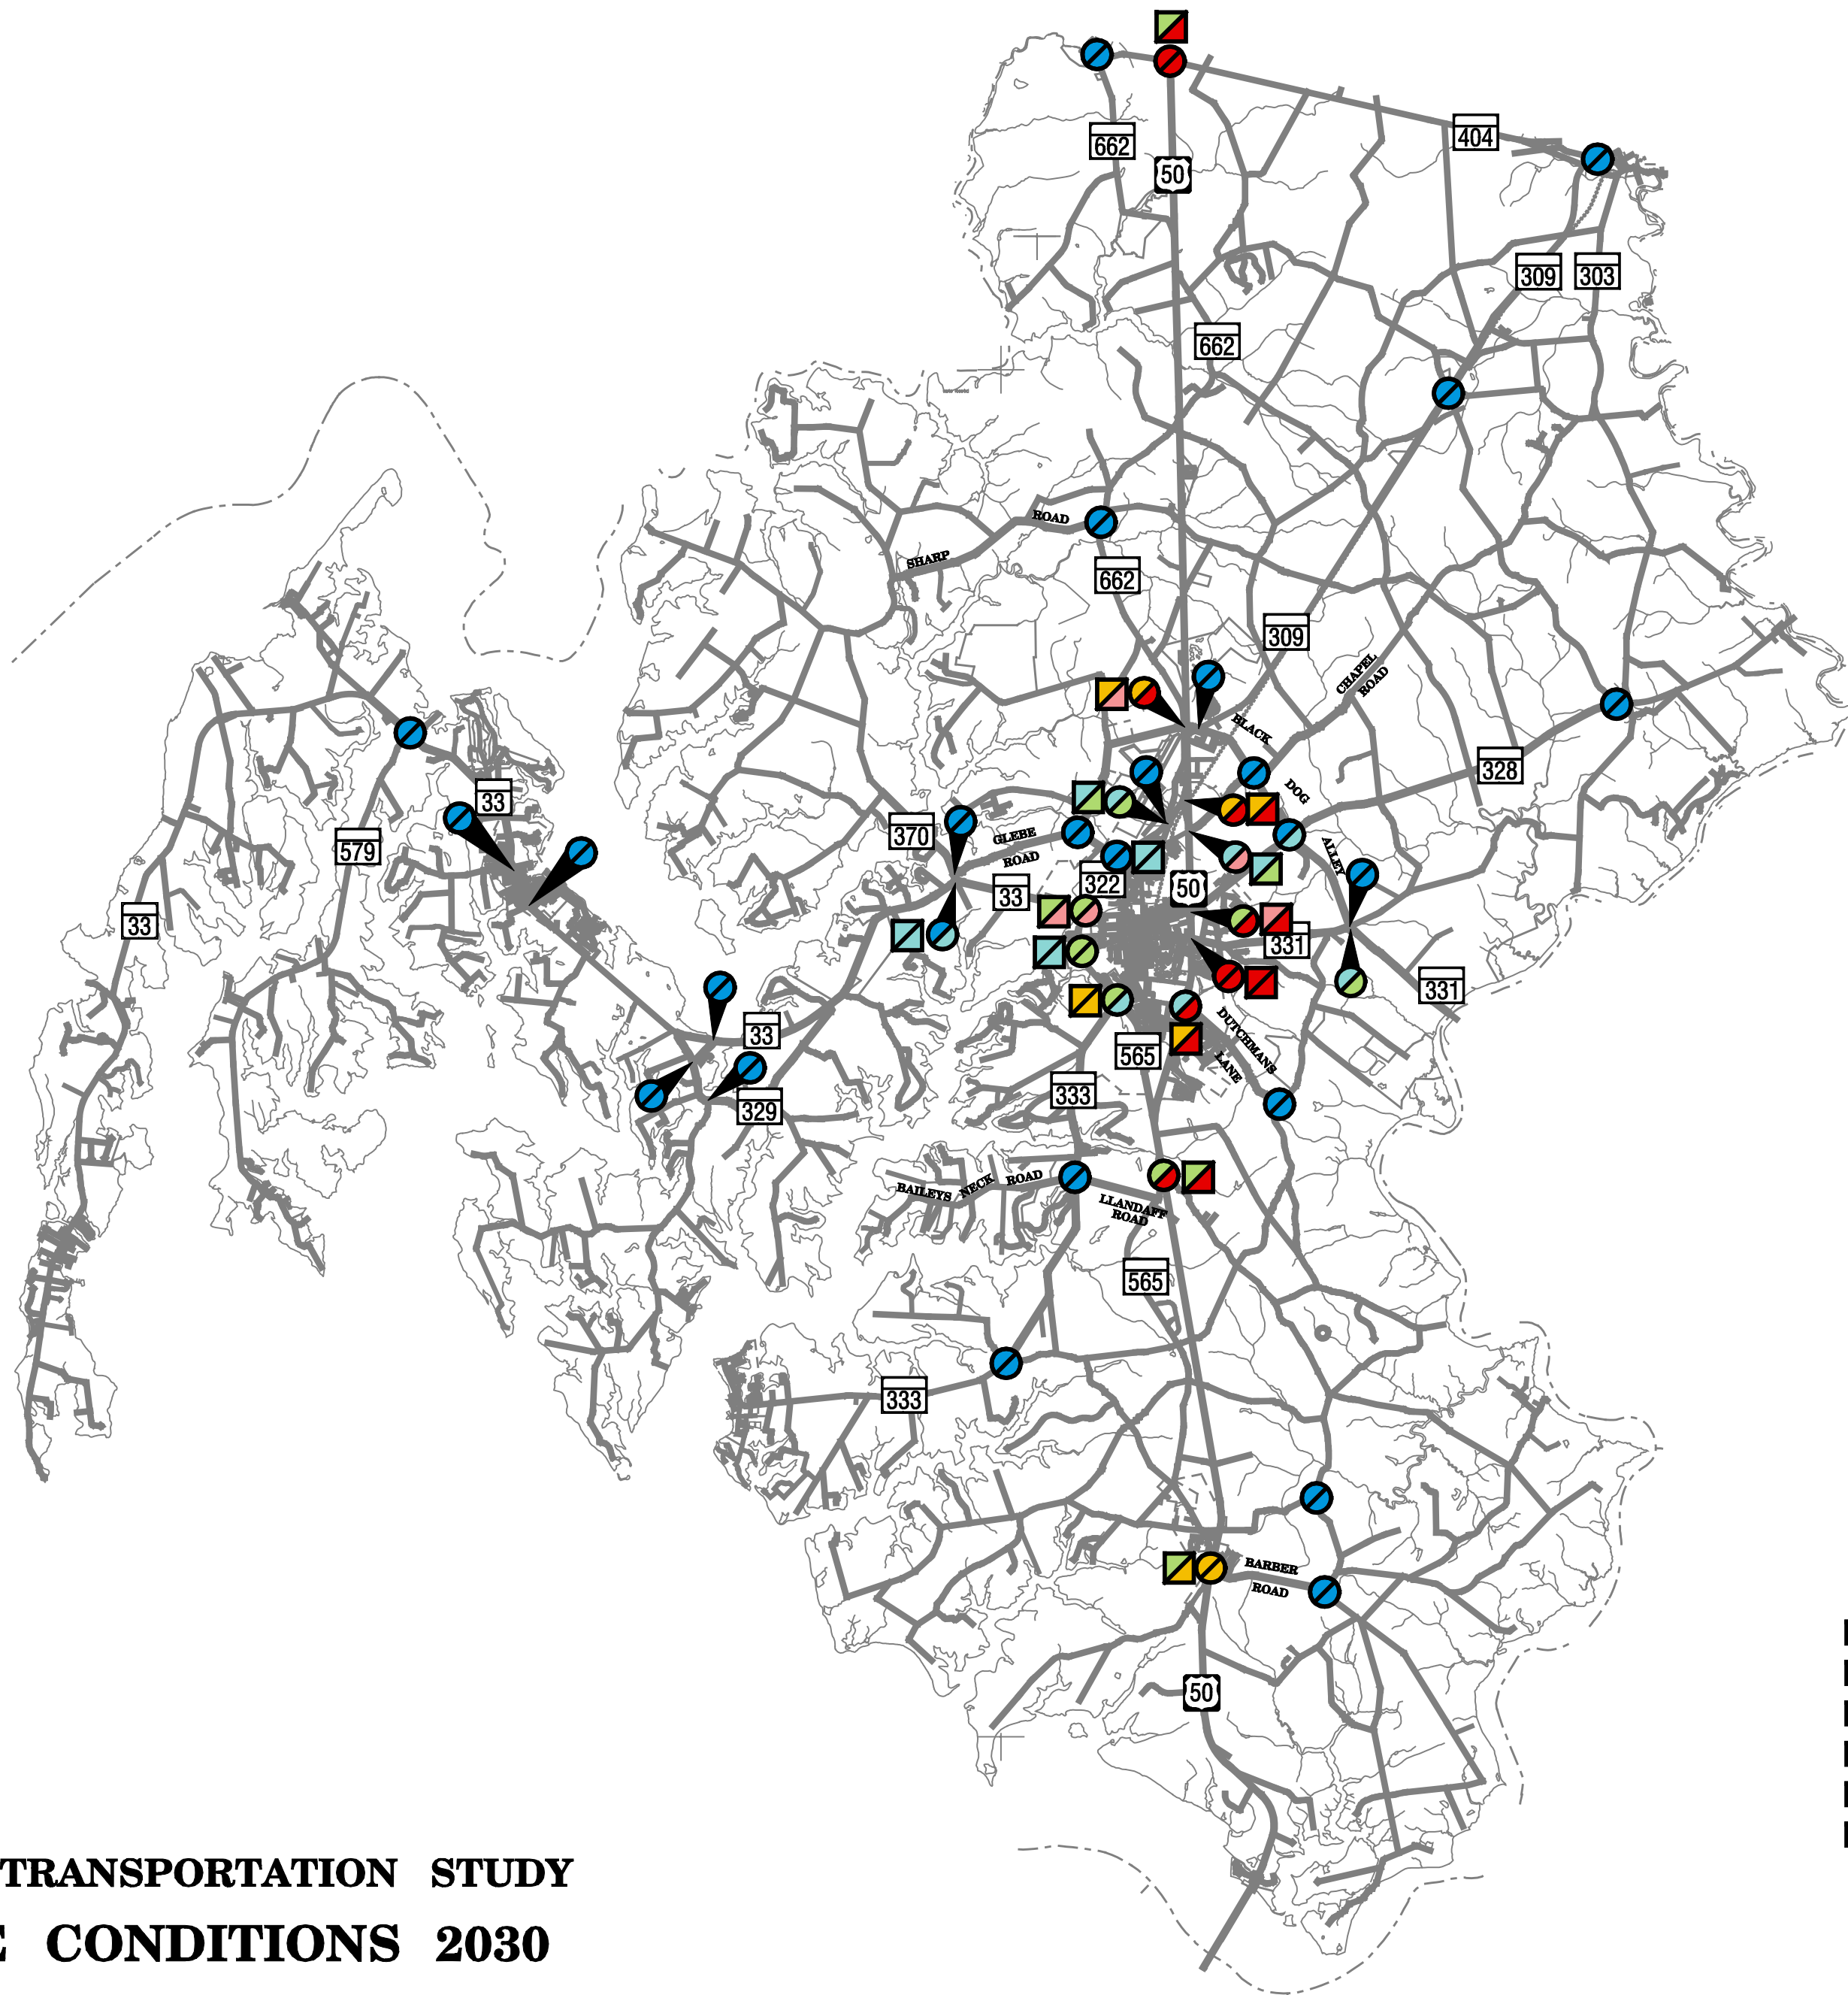 404
662
50
309
303
662
ROAD
SHARP
662
309
CHAPEL
ROAD
BLACK
328
DOG
33
370
GLEBE
ROAD
579
ALLEY
322
33
50
33
331
331
DUTCHMANS
LANE
33
565
333
329
BAILEYS NECK ROAD
LLANDAFF
ROAD
565
333
BARBER
ROAD
50
TRANSPORTATION STUDY
CONDITIONS 2030